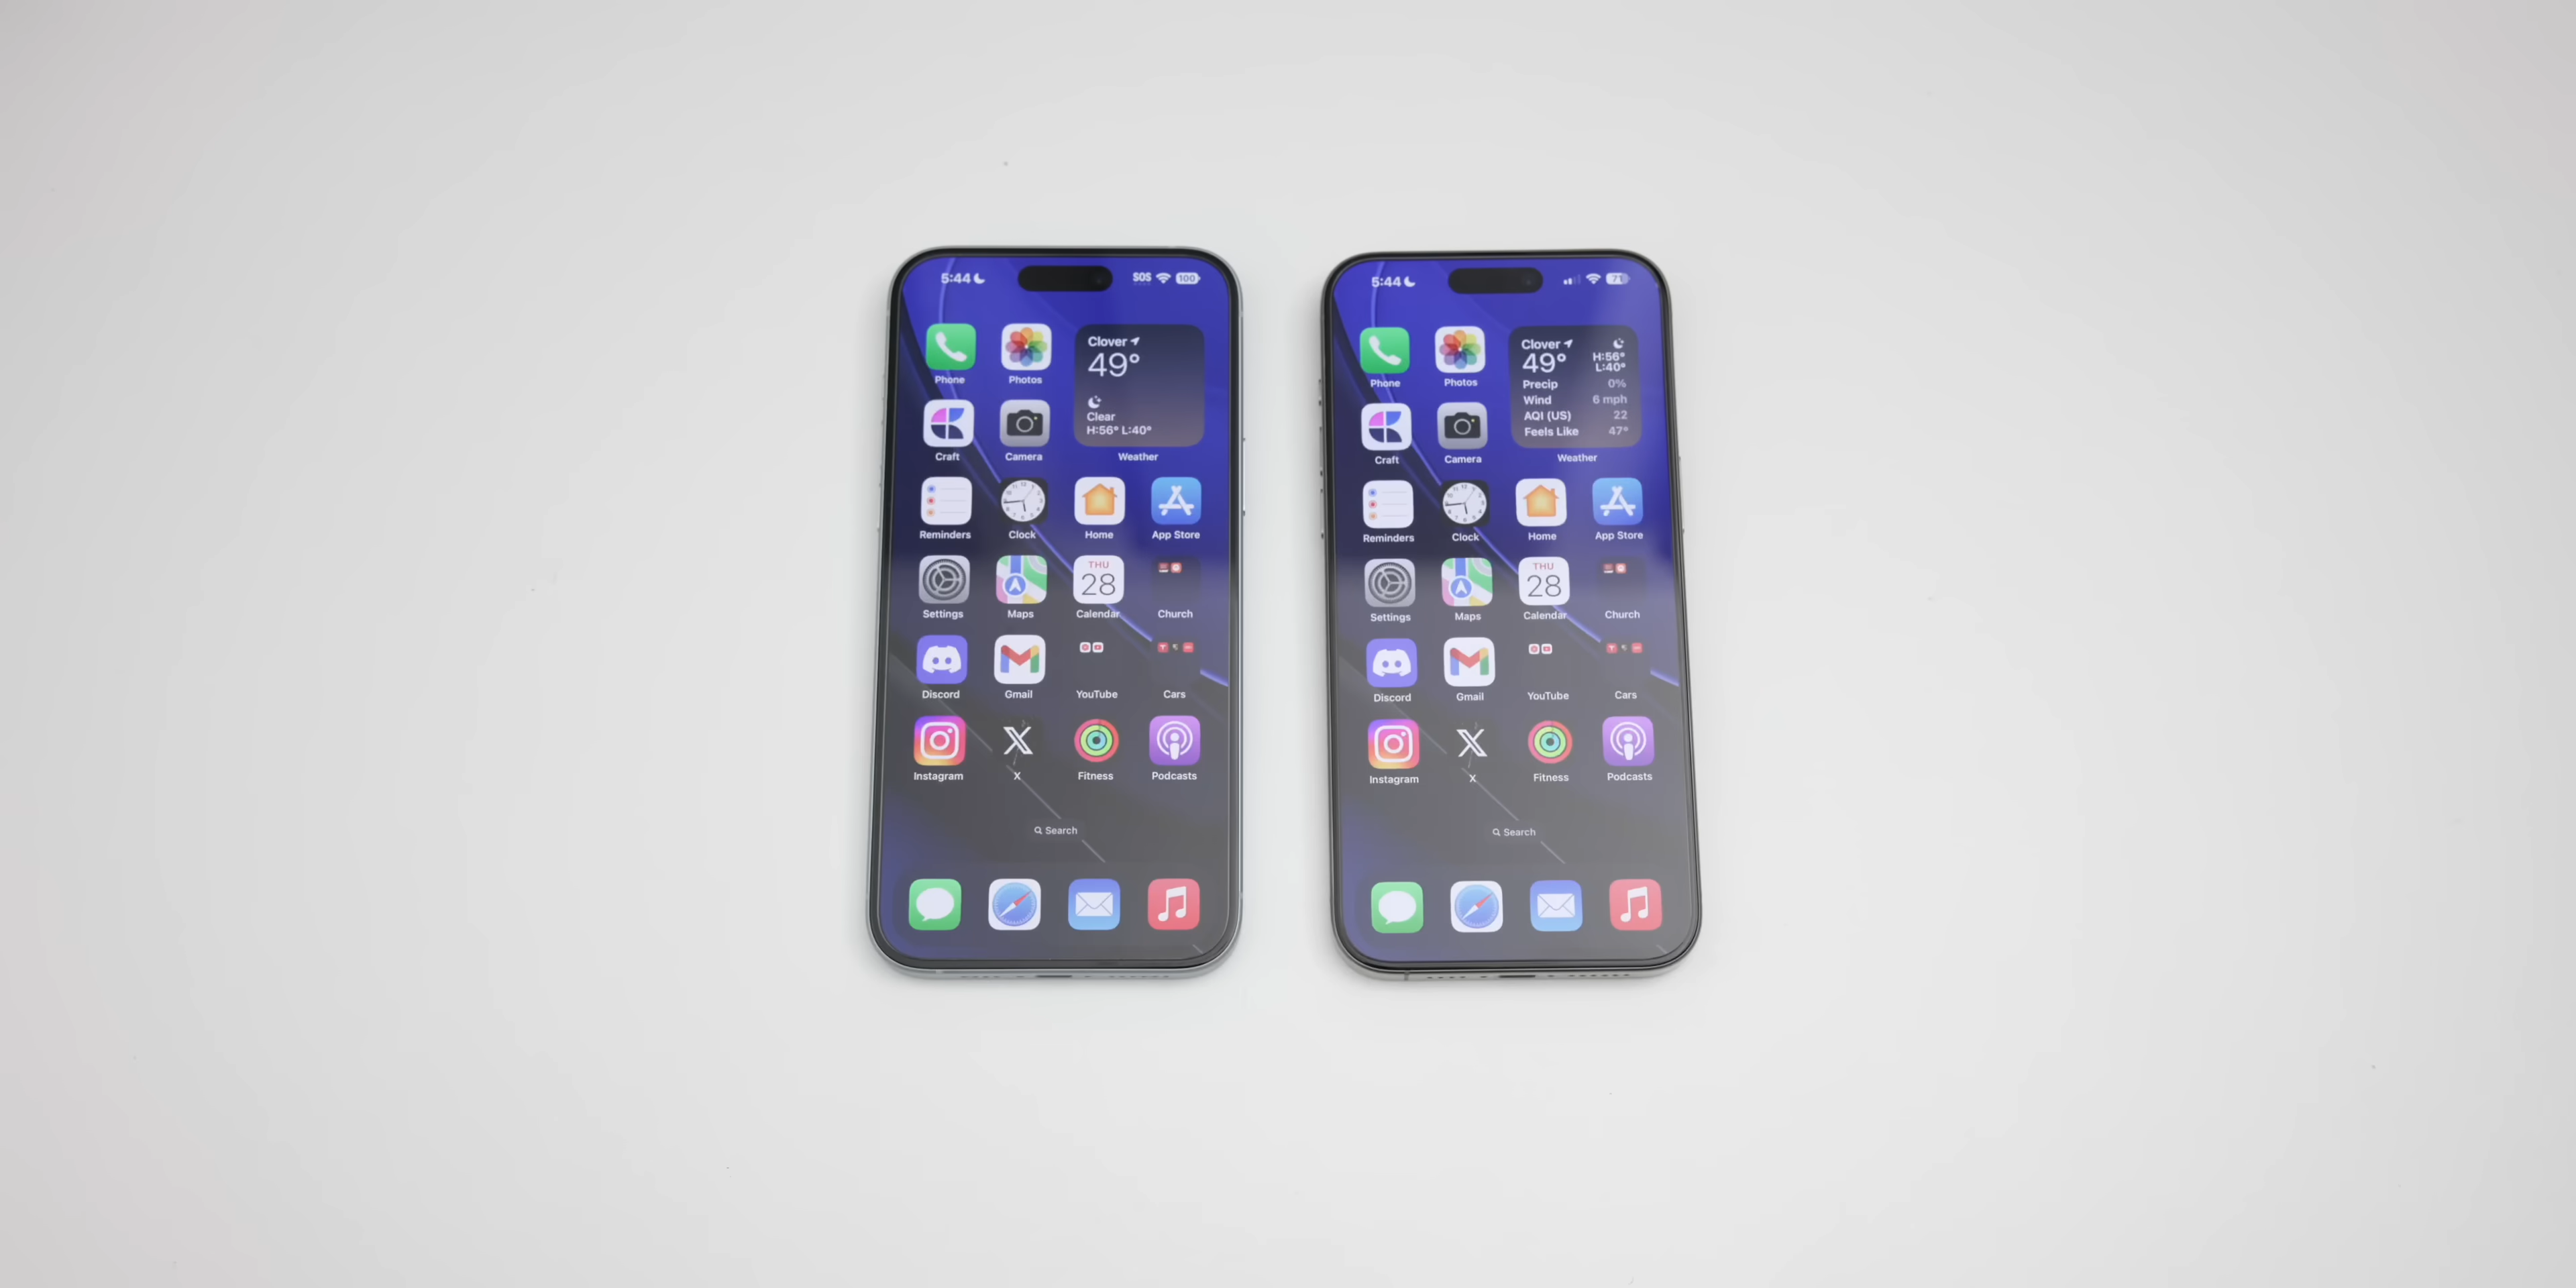 5:44 SOS 100
Clover
49°
Clear
H:56° L:40°
Phone Photos
Craft Camera Weather
Reminders Clock Home App Store
THU
28
Settings Maps Calendar Church
Discord Gmail YouTube Cars
Instagram X Fitness Podcasts
Search
5:44 71
Clover
49° H:56°
L:40°
Precip 0%
Wind 6 mph
AQI (US) 22
Feels Like 47°
Phone Photos
Craft Camera Weather
Reminders Clock Home App Store
THU
28
Settings Maps Calendar Church
Discord Gmail YouTube Cars
Instagram X Fitness Podcasts
Search